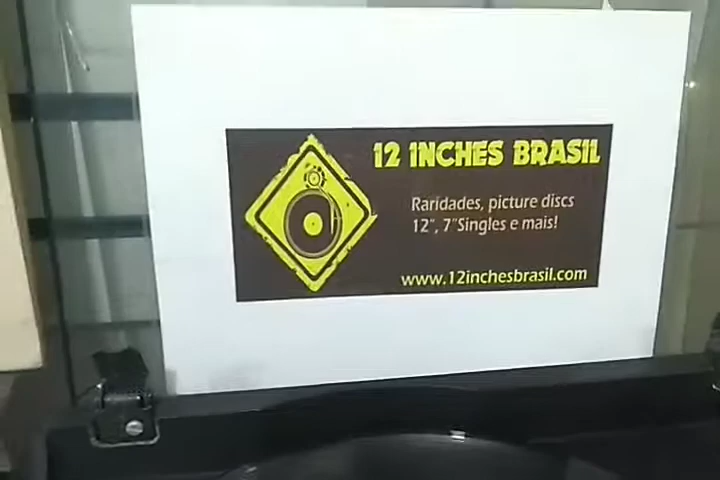 12 INCHES BRASIL
Raridades, picture discs
12", 7"Singles e mais!
www.12inchesbrasil.com